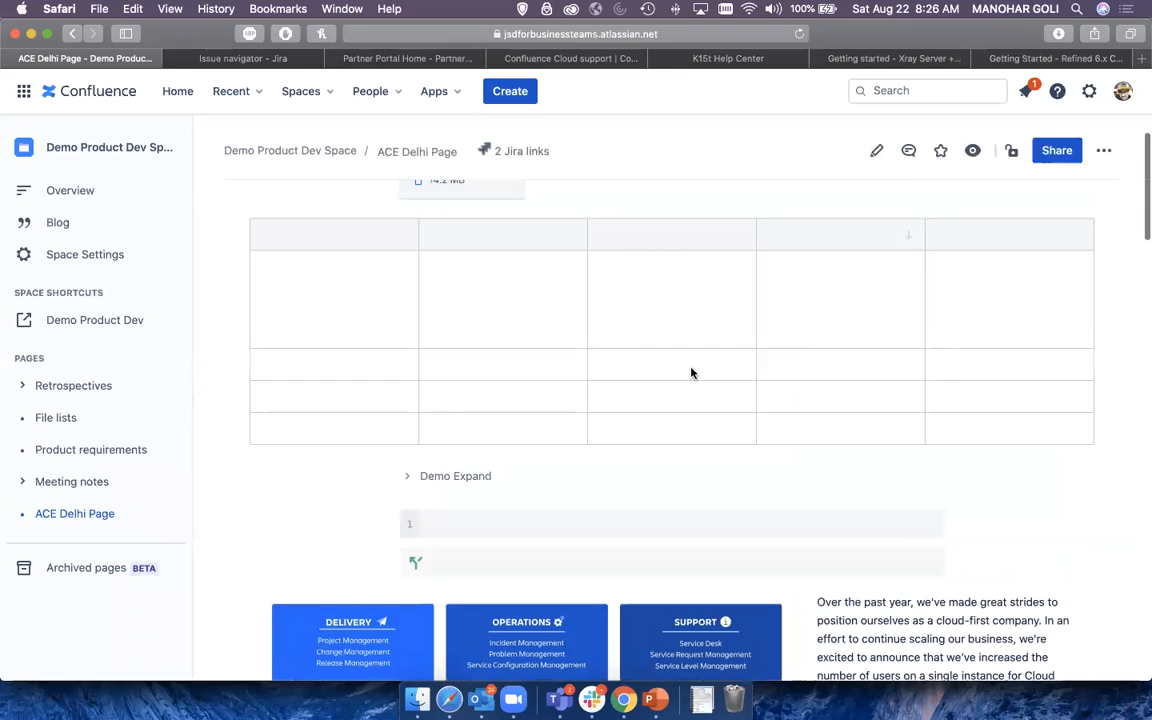 Safari File Edit View History Bookmarks Window Help 100% Sat Aug 22 8:26 AM MANOHAR GOLI
jsdforbusinessteams.atlassian.net
ACE Delhi Page - Demo Produc... Issue navigator - Jira Partner Portal Home - Partner... Confluence Cloud support | Co... K15t Help Center Getting started - Xray Server +... Getting Started - Refined 6.x C...
Confluence Home Recent Spaces People Apps Create Search 1
Demo Product Dev Sp...
Demo Product Dev Space / ACE Delhi Page 2 Jira links Share
Overview
Blog
Space Settings
SPACE SHORTCUTS
Demo Product Dev
PAGES
Retrospectives
File lists
Product requirements
Meeting notes
ACE Delhi Page
Archived pages BETA
Demo Expand
1
DELIVERY
Project Management
Change Management
Release Management
OPERATIONS
Incident Management
Problem Management
Service Configuration Management
SUPPORT
Service Desk
Service Request Management
Service Level Management
Over the past year, we've made great strides to
position ourselves as a cloud-first company. In an
effort to continue scaling our business, we're
excited to announce that we've increased the
number of users on a single instance for Cloud